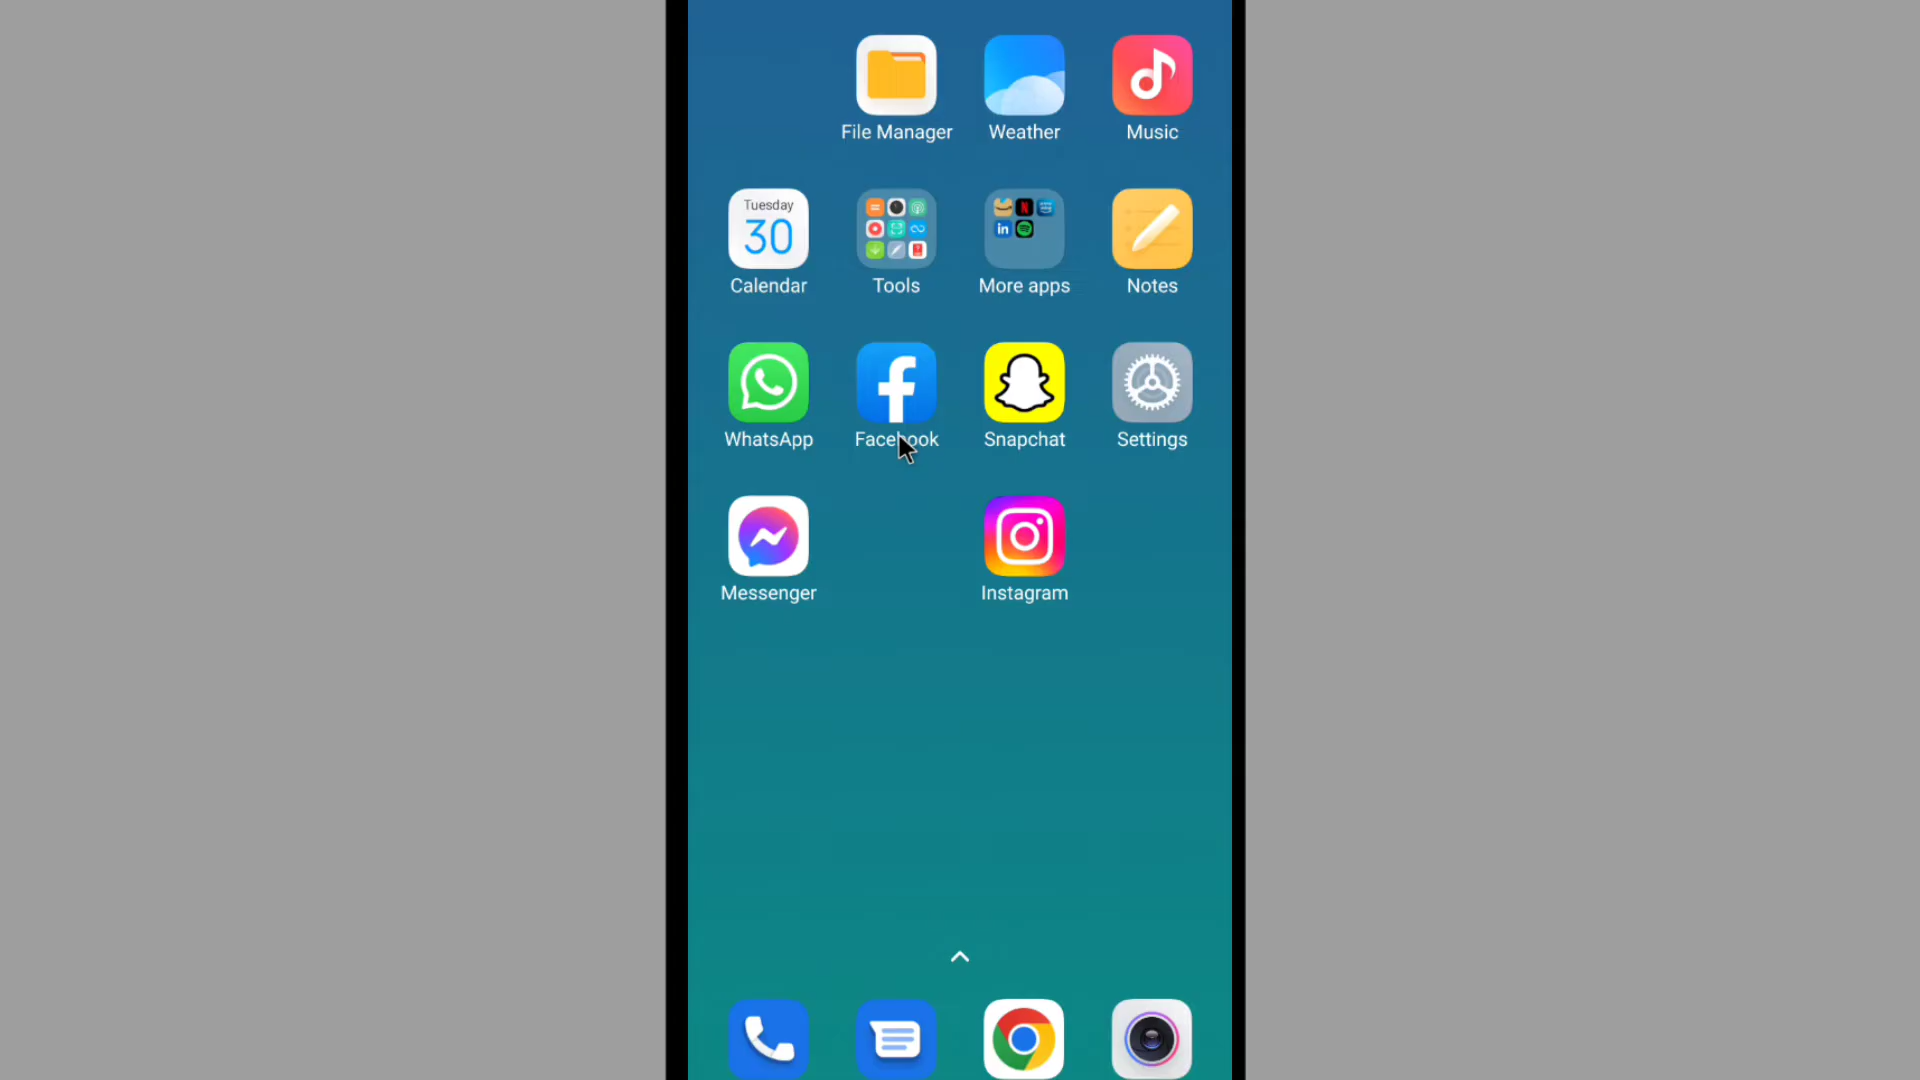 File Manager
Weather
Music
Tuesday
30
Calendar
Tools
More apps
Notes
WhatsApp
Facebook
Snapchat
Settings
Messenger
Instagram